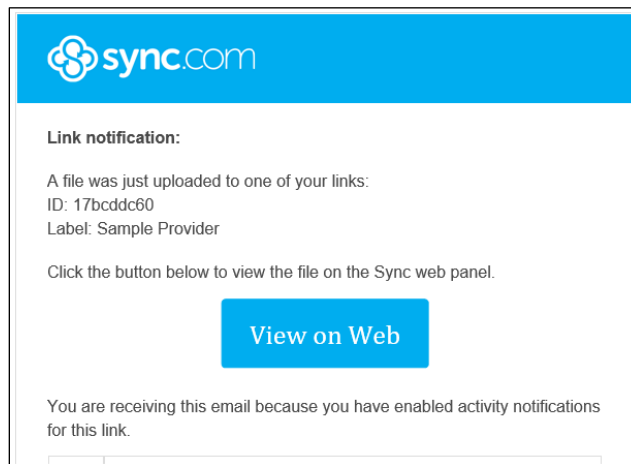 sync.com
Link notification:
A file was just uploaded to one of your links:
ID: 17bcddc60
Label: Sample Provider
Click the button below to view the file on the Sync web panel.
View on Web
You are receiving this email because you have enabled activity notifications
for this link.